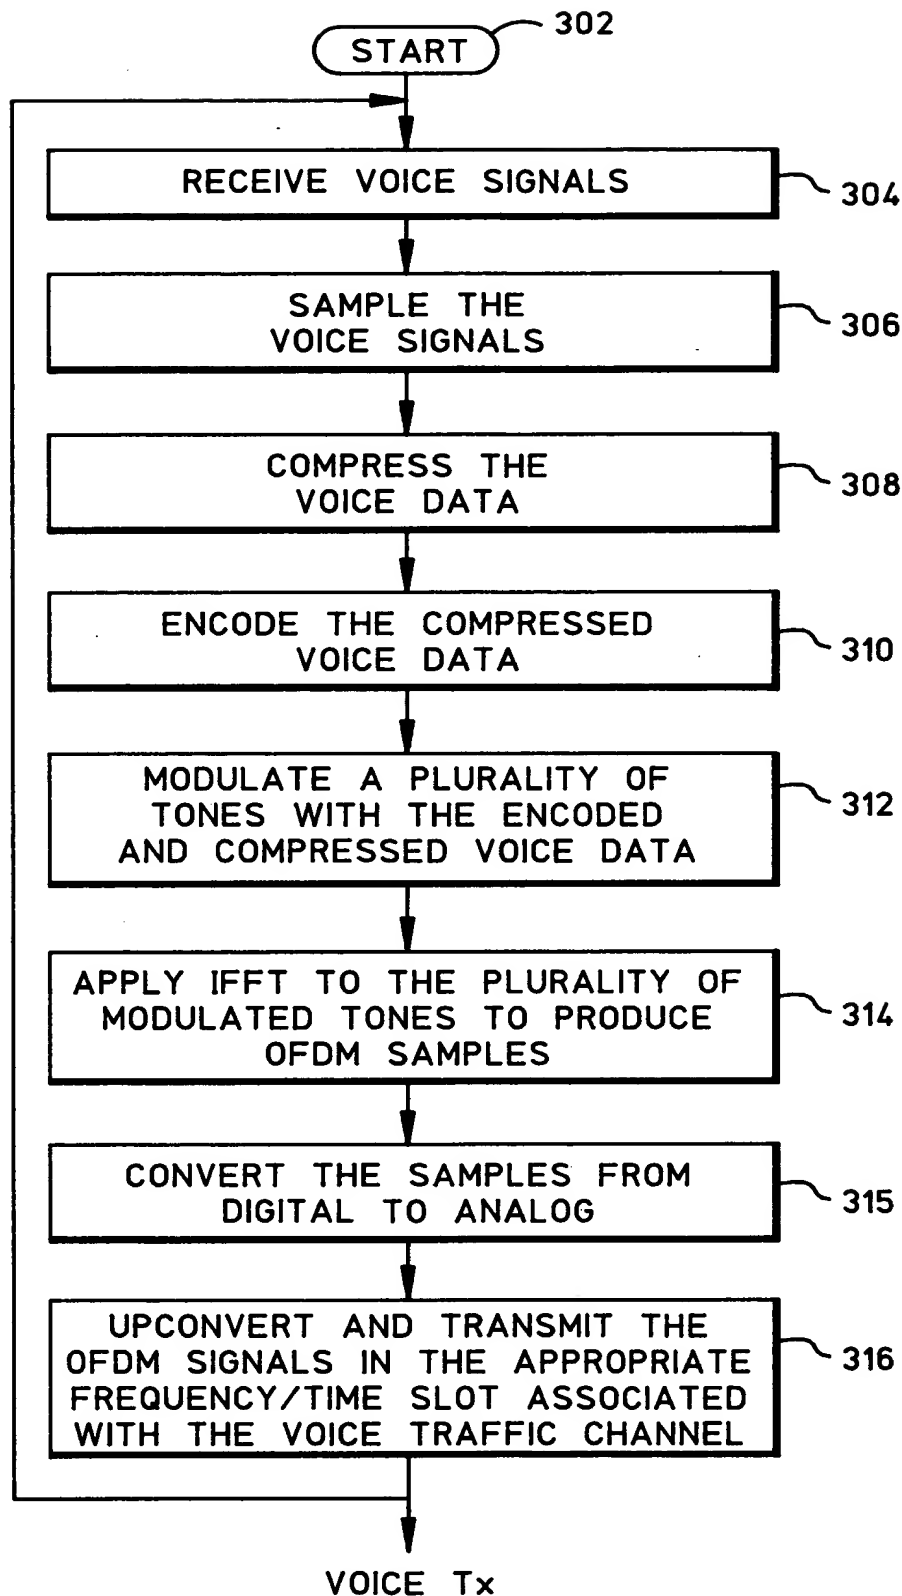 START
302
RECEIVE VOICE SIGNALS
304
SAMPLE THE
VOICE SIGNALS
306
COMPRESS THE
VOICE DATA
308
ENCODE THE COMPRESSED
VOICE DATA
310
MODULATE A PLURALITY OF
TONES WITH THE ENCODED
AND COMPRESSED VOICE DATA
312
APPLY IFFT TO THE PLURALITY OF
MODULATED TONES TO PRODUCE
OFDM SAMPLES
314
CONVERT THE SAMPLES FROM
DIGITAL TO ANALOG
315
UPCONVERT AND TRANSMIT THE
OFDM SIGNALS IN THE APPROPRIATE
FREQUENCY/TIME SLOT ASSOCIATED
WITH THE VOICE TRAFFIC CHANNEL
316
VOICE Tx